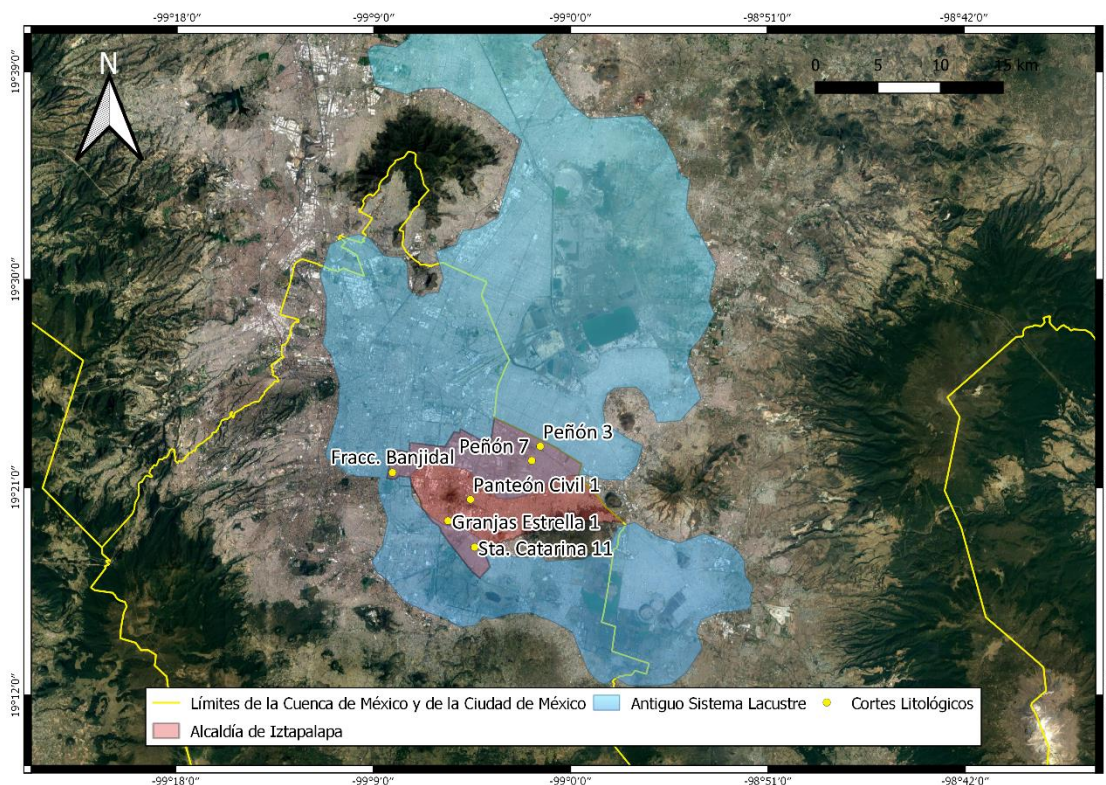 -99°18'0" -99°9'0" -99°0'0" -98°51'0" -98°42'0"
19°39'0"
N
0 5 10 15 km
19°30'0"
Peñón 3
Peñón 7
Fracc. Banjidal
19°21'0"
Panteón Civil 1
Granjas Estrella 1
Sta. Catarina 11
19°12'0"
Límites de la Cuenca de México y de la Ciudad de México Antiguo Sistema Lacustre Cortes Litológicos
Alcaldía de Iztapalapa
-99°18'0" -99°9'0" -99°0'0" -98°51'0" -98°42'0"